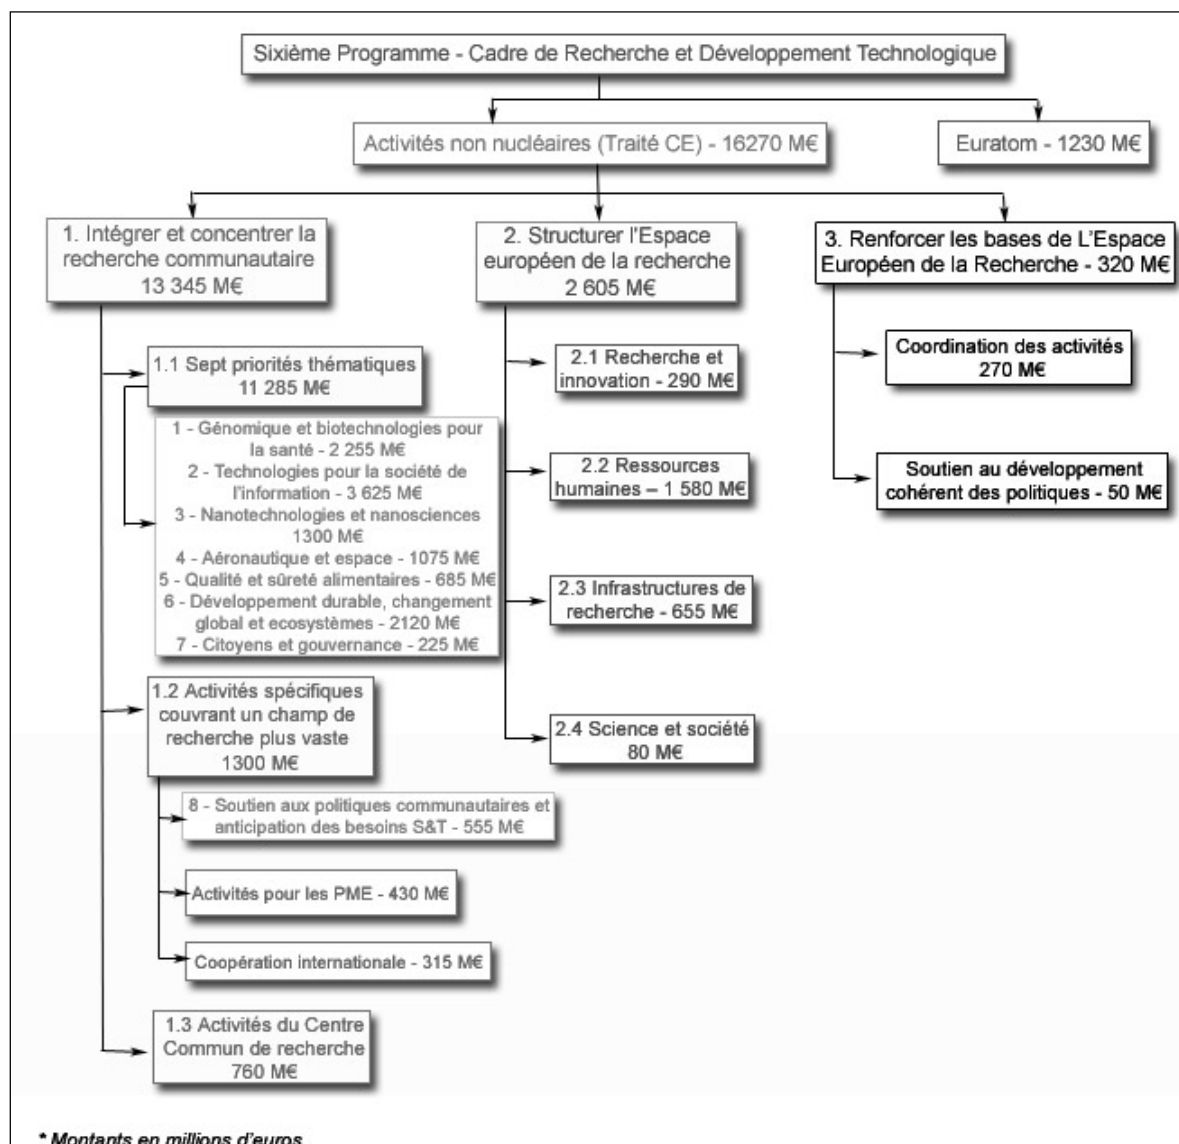 Sixième Programme - Cadre de Recherche et Développement Technologique
Activités non nucléaires (Traité CE) - 16270 M€
Euratom - 1230 M€
1. Intégrer et concentrer la
recherche communautaire
13 345 M€
2. Structurer l'Espace
européen de la recherche
2 605 M€
3. Renforcer les bases de L'Espace
Européen de la Recherche - 320 M€
1.1 Sept priorités thématiques
11 285 M€
1 - Génomique et biotechnologies pour
la santé - 2 255 M€
2 - Technologies pour la société de
l'information - 3 625 M€
3 - Nanotechnologies et nanosciences
1300 M€
4 - Aéronautique et espace - 1075 M€
5 - Qualité et sûreté alimentaires - 685 M€
6 - Développement durable, changement
global et ecosystèmes - 2120 M€
7 - Citoyens et gouvernance - 225 M€
1.2 Activités spécifiques
couvrant un champ de
recherche plus vaste
1300 M€
8 - Soutien aux politiques communautaires et
anticipation des besoins S&T - 555 M€
Activités pour les PME - 430 M€
Coopération internationale - 315 M€
1.3 Activités du Centre
Commun de recherche
760 M€
2.1 Recherche et
innovation - 290 M€
2.2 Ressources
humaines – 1 580 M€
2.3 Infrastructures de
recherche - 655 M€
2.4 Science et société
80 M€
Coordination des activités
270 M€
Soutien au développement
cohérent des politiques - 50 M€
* Montants en millions d'euros